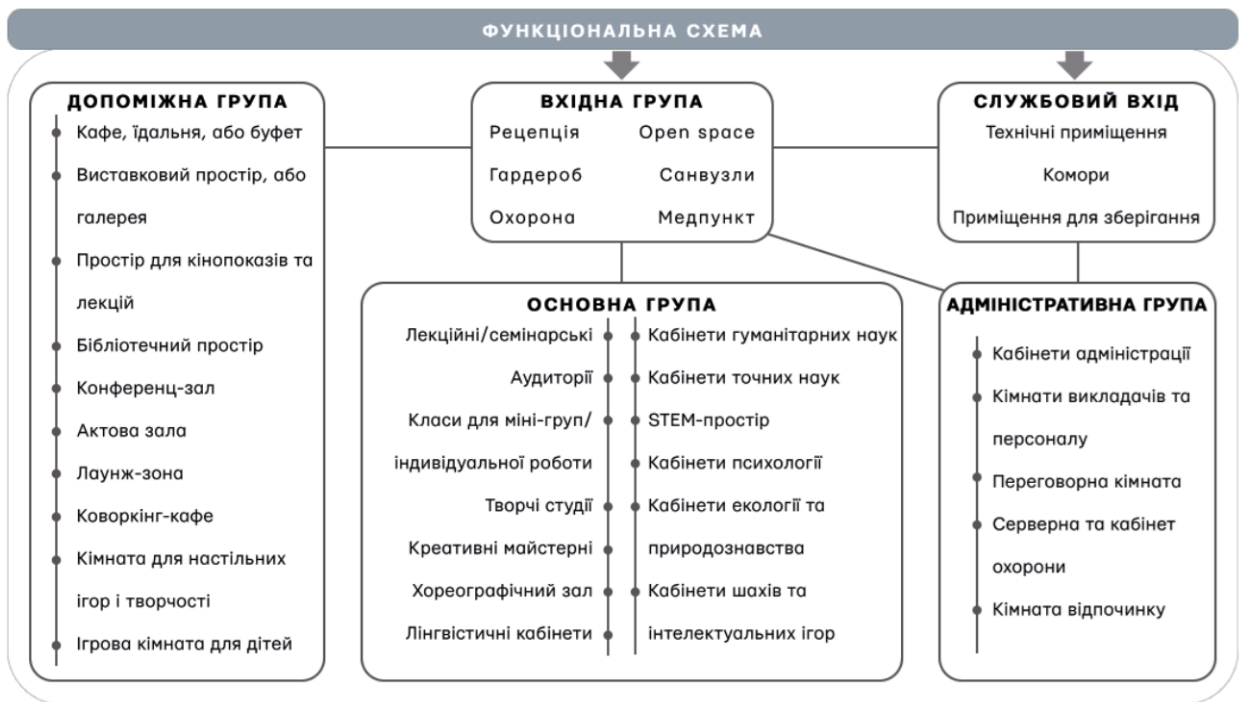 ФУНКЦІОНАЛЬНА СХЕМА
ДОПОМІЖНА ГРУПА
Кафе, їдальня, або буфет
Виставковий простір, або
галерея
Простір для кінопоказів та
лекцій
Бібліотечний простір
Конференц-зал
Актова зала
Лаунж-зона
Коворкінг-кафе
Кімната для настільних
ігор і творчості
Ігрова кімната для дітей
ВХІДНА ГРУПА
Рецепція
Гардероб
Охорона
Open space
Санвузли
Медпункт
СЛУЖБОВИЙ ВХІД
Технічні приміщення
Комори
Приміщення для зберігання
ОСНОВНА ГРУПА
Лекційні/семінарські
Аудиторії
Класи для міні-груп/
індивідуальної роботи
Творчі студії
Креативні майстерні
Хореографічний зал
Лінгвістичні кабінети
Кабінети гуманітарних наук
Кабінети точних наук
STEM-простір
Кабінети психології
Кабінети екології та
природознавства
Кабінети шахів та
інтелектуальних ігор
АДМІНІСТРАТИВНА ГРУПА
Кабінети адміністрації
Кімнати викладачів та
персоналу
Переговорна кімната
Серверна та кабінет
охорони
Кімната відпочинку